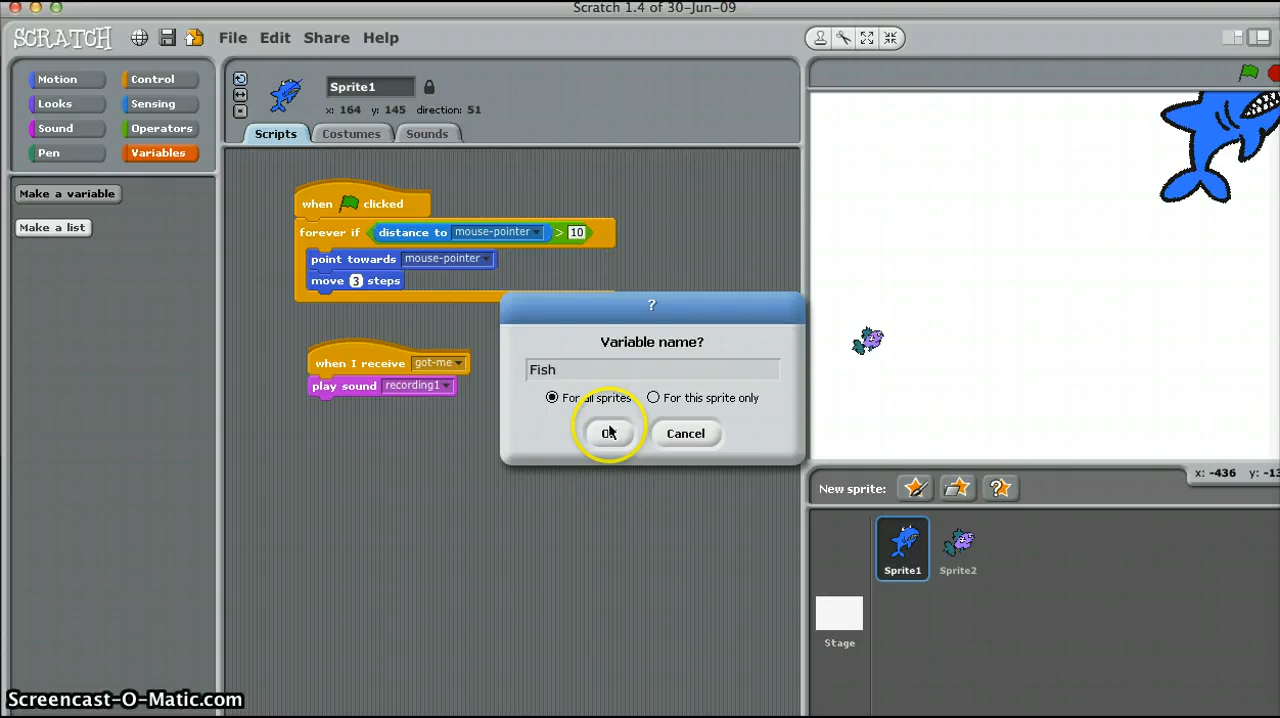 Scratch 1.4 of 30-Jun-09
SCRATCH File Edit Share Help
Motion Control
Looks Sensing
Sound Operators
Pen Variables
Make a variable
Make a list
Sprite1
x: 164 y: 145 direction: 51
Scripts Costumes Sounds
when clicked
forever if distance to mouse-pointer > 10
point towards mouse-pointer
move 3 steps
when I receive got-me
play sound recording1
?
Variable name?
Fish
For all sprites For this sprite only
Cancel
x: -436 y: -13
New sprite:
Sprite1 Sprite2
Stage
Screencast-O-Matic.com